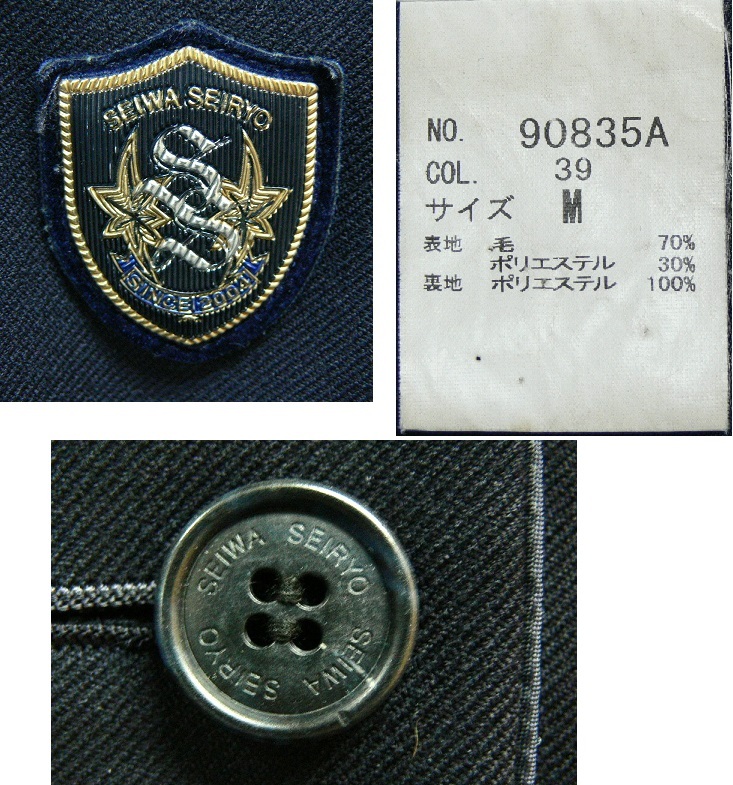 SEIWA SEIRYO
SINCE 2003
NO. 90835A
COL. 39
サイズ M
表地 毛 70%
ポリエステル 30%
裏地 ポリエステル 100%
SEIWA SEIRYO SEIWA SEIRYO